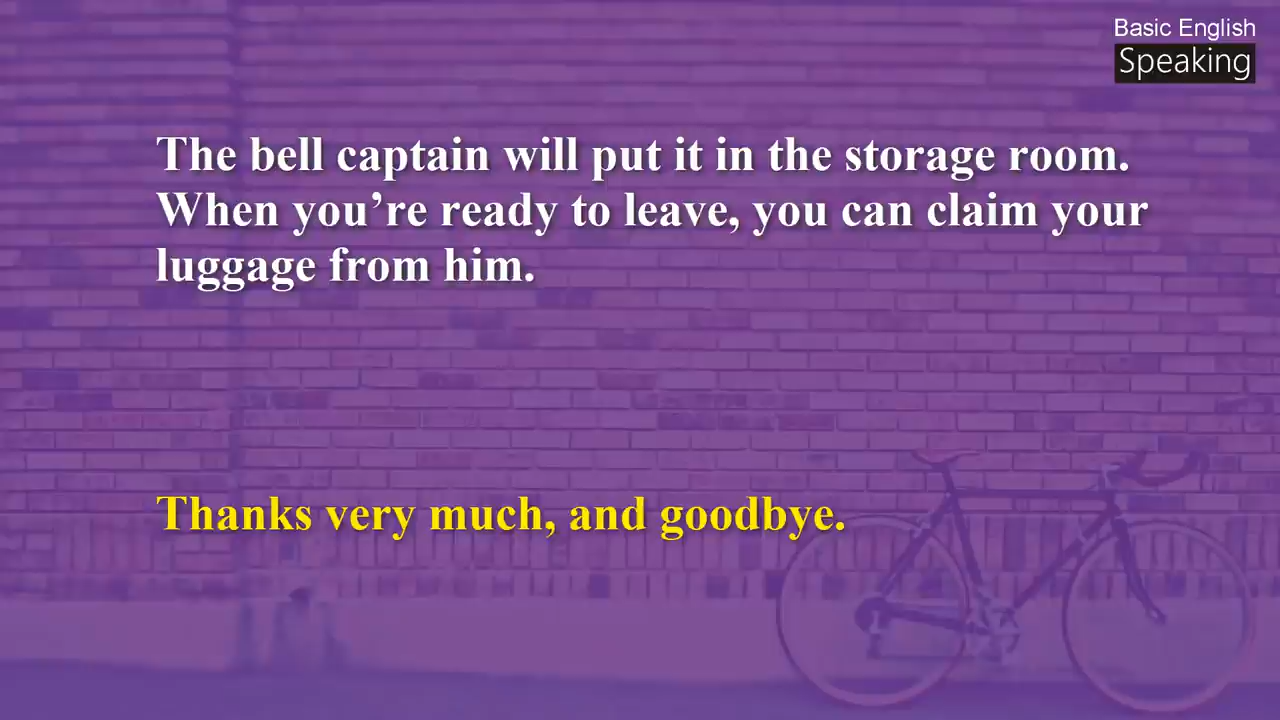 Basic English
Speaking
The bell captain will put it in the storage room.
When you’re ready to leave, you can claim your
luggage from him.
Thanks very much, and goodbye.